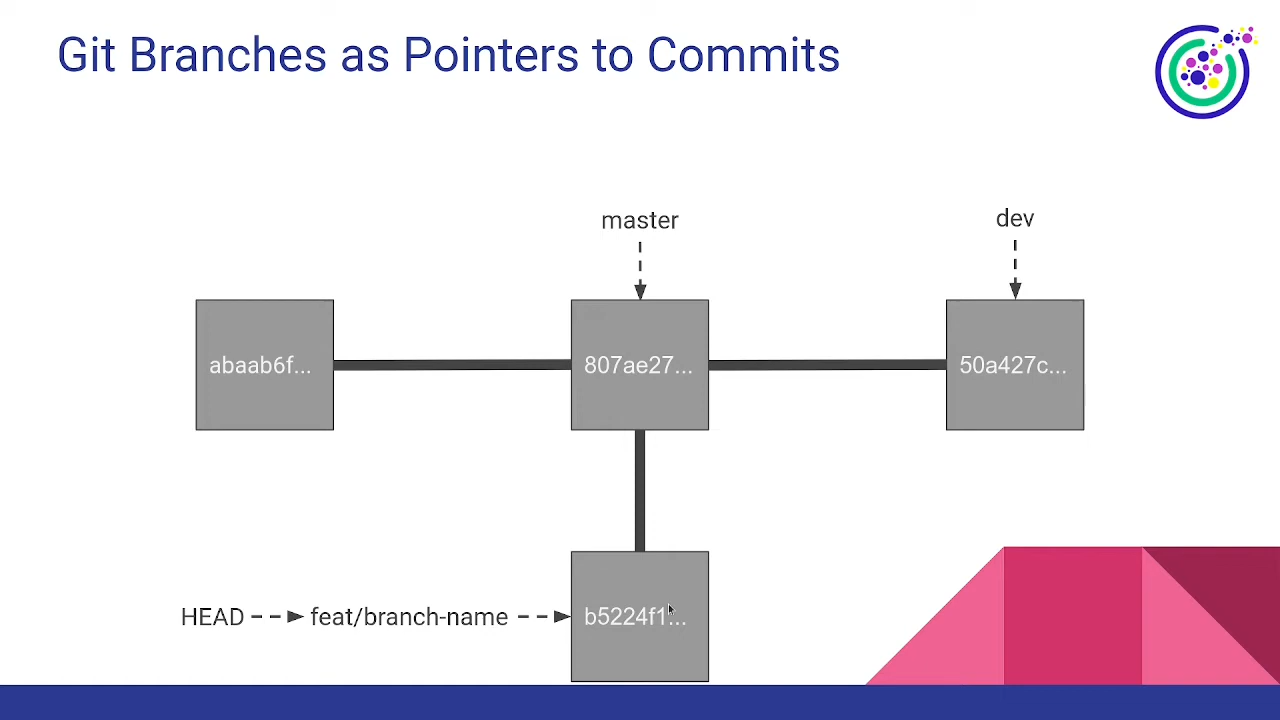 Git Branches as Pointers to Commits
master
dev
abaab6f...
807ae27...
50a427c...
HEAD
feat/branch-name
b5224f1...